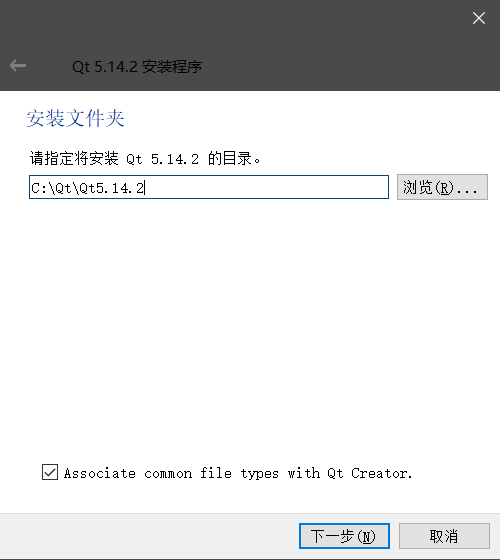 Qt 5.14.2 安装程序
安装文件夹
请指定将安装 Qt 5.14.2 的目录。
C:\Qt\Qt5.14.2
浏览(R)...
Associate common file types with Qt Creator.
下一步(N)
取消